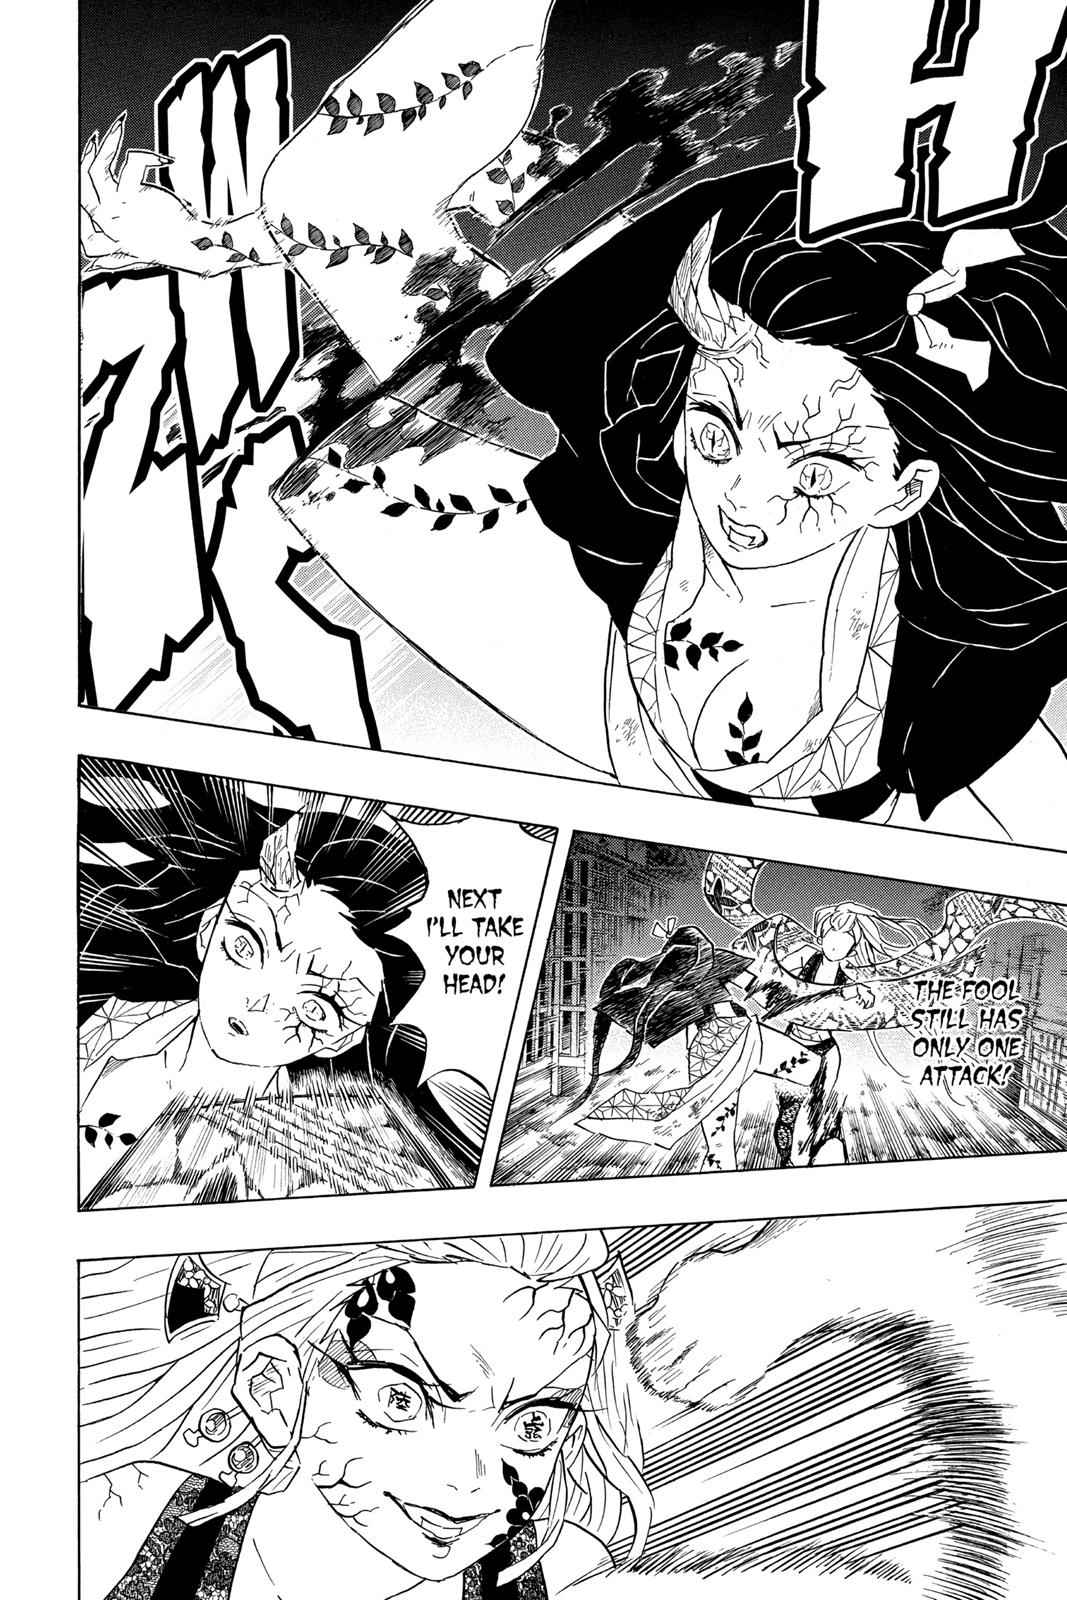 THE FOOL
STILL HAS
ONLY ONE
ATTACK!
NEXT
I'LL TAKE
YOUR
HEAD!